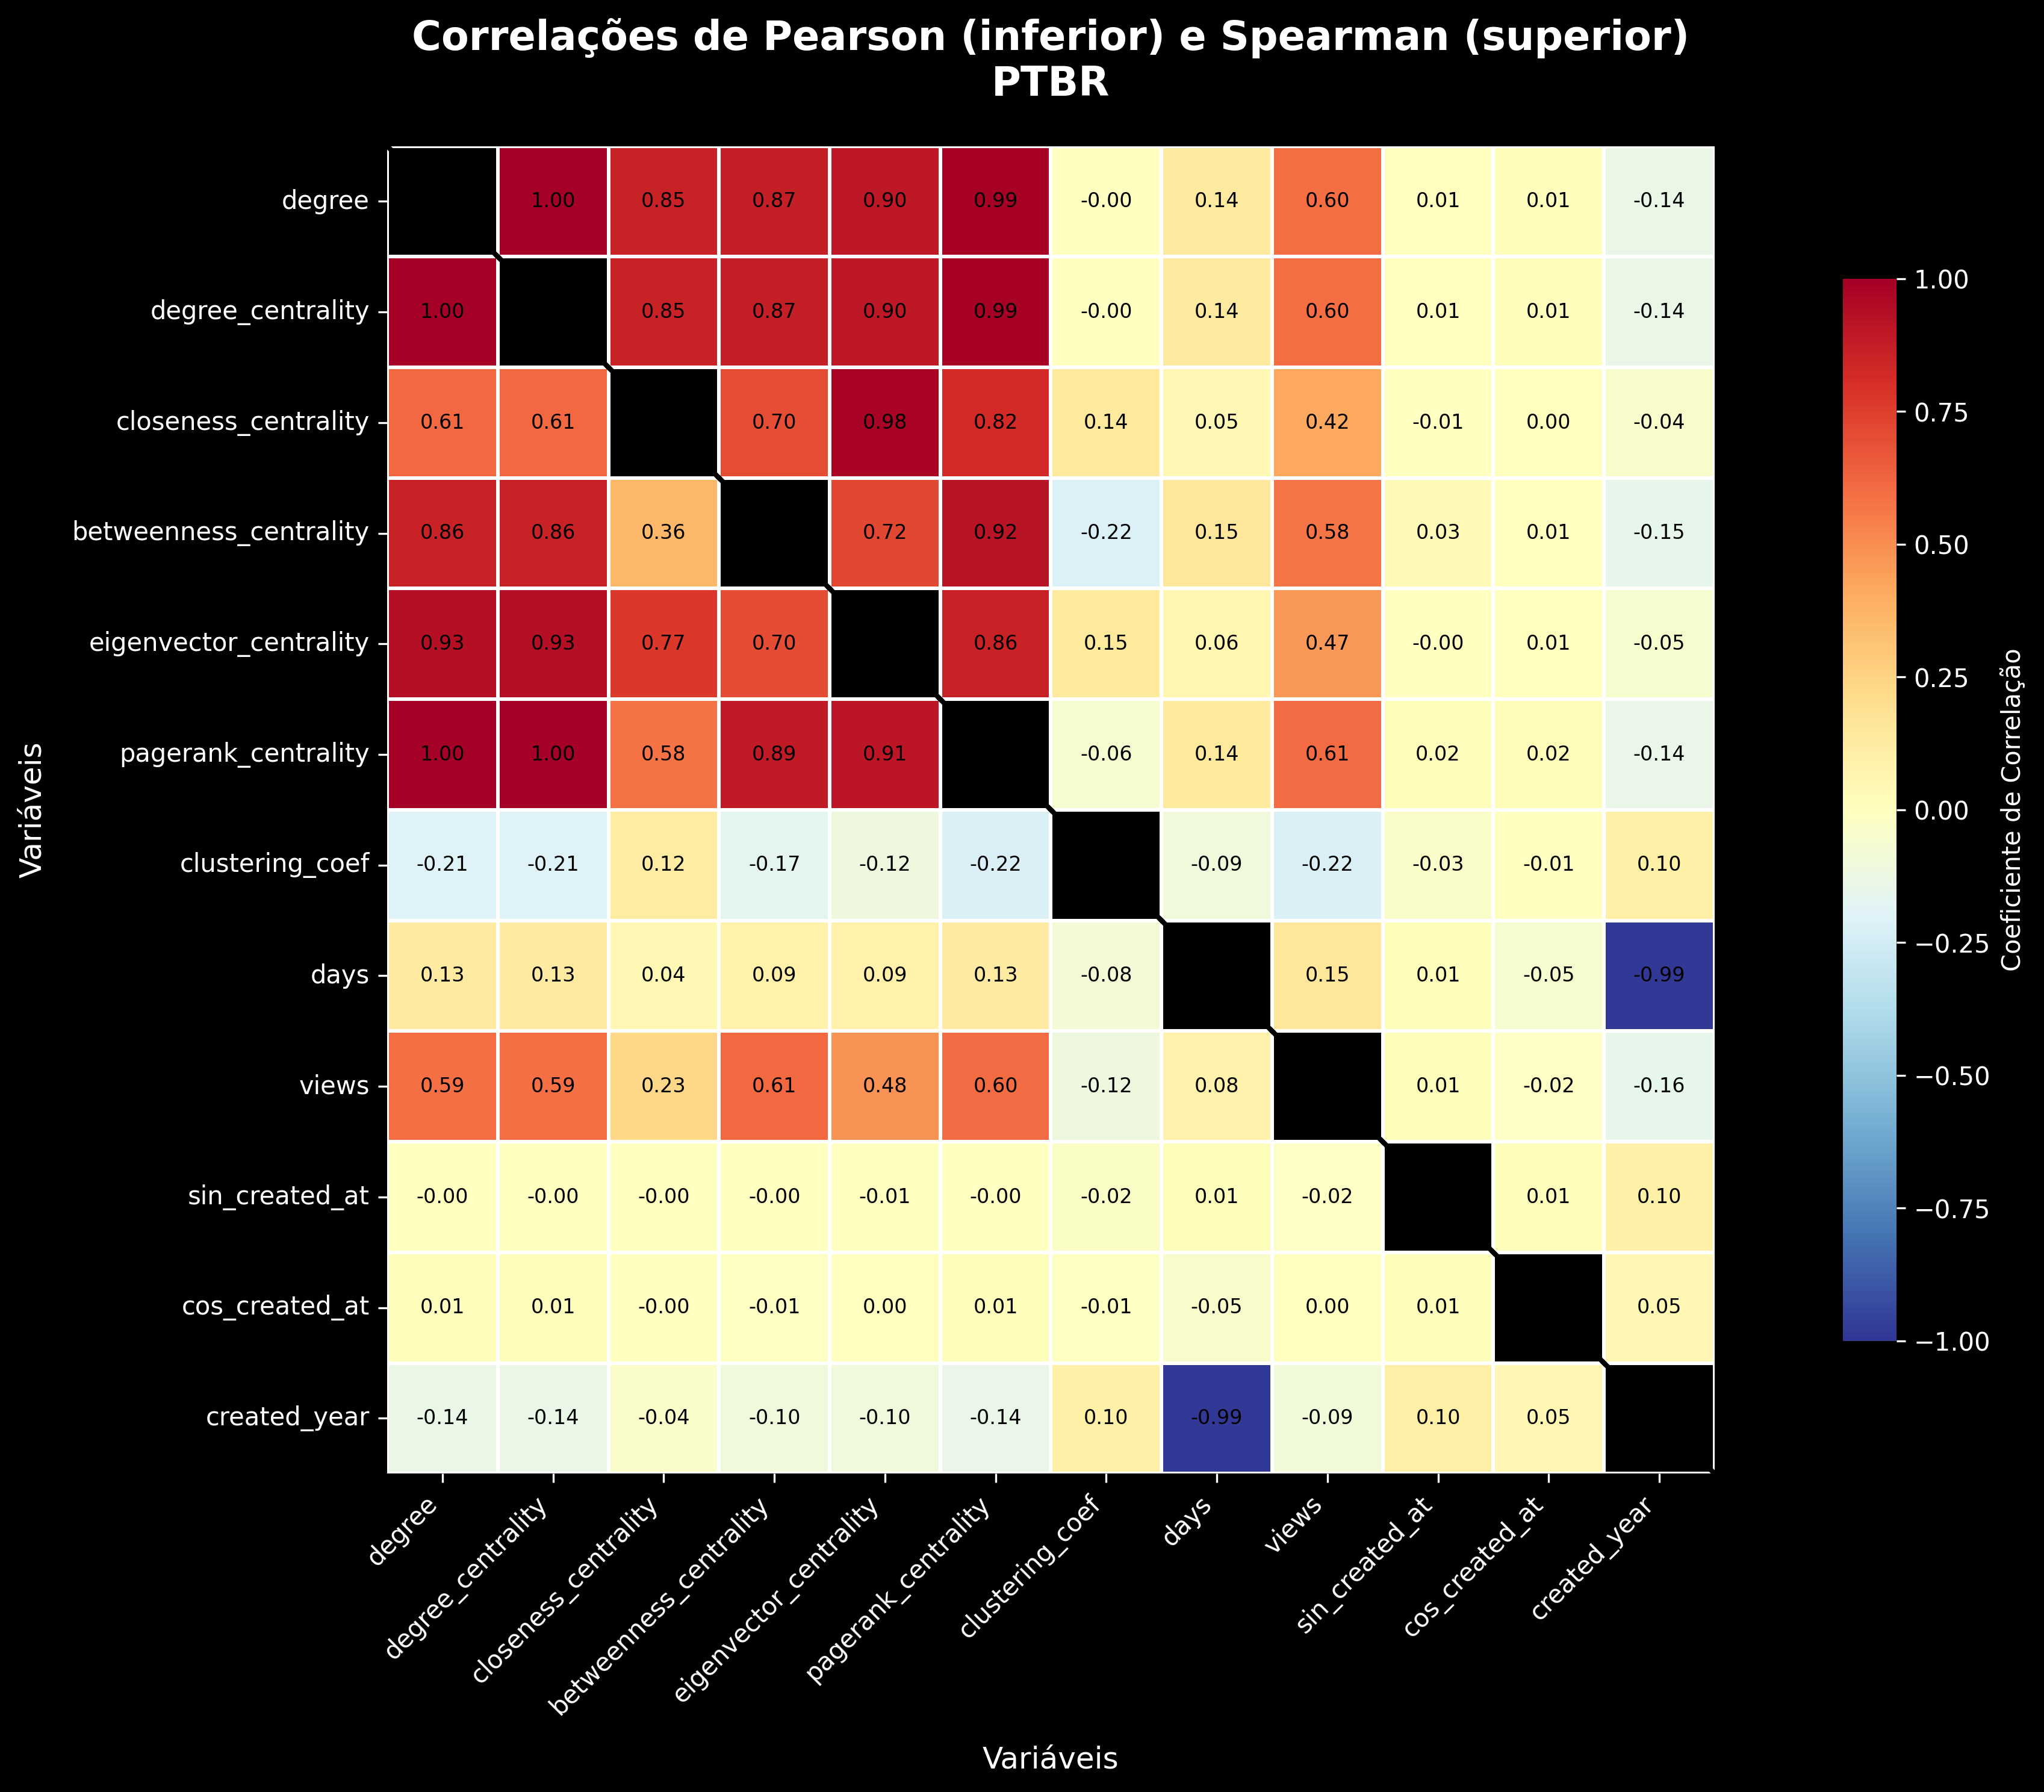 Correlações de Pearson (inferior) e Spearman (superior)
PTBR
degree 1.00 0.85 0.87 0.90 0.99 -0.00 0.14 0.60 0.01 0.01 -0.14
degree_centrality 1.00 0.85 0.87 0.90 0.99 -0.00 0.14 0.60 0.01 0.01 -0.14
closeness_centrality 0.61 0.61 0.70 0.98 0.82 0.14 0.05 0.42 -0.01 0.00 -0.04
betweenness_centrality 0.86 0.86 0.36 0.72 0.92 -0.22 0.15 0.58 0.03 0.01 -0.15
eigenvector_centrality 0.93 0.93 0.77 0.70 0.86 0.15 0.06 0.47 -0.00 0.01 -0.05
pagerank_centrality 1.00 1.00 0.58 0.89 0.91 -0.06 0.14 0.61 0.02 0.02 -0.14
clustering_coef -0.21 -0.21 0.12 -0.17 -0.12 -0.22 -0.09 -0.22 -0.03 -0.01 0.10
days 0.13 0.13 0.04 0.09 0.09 0.13 -0.08 0.15 0.01 -0.05 -0.99
views 0.59 0.59 0.23 0.61 0.48 0.60 -0.12 0.08 0.01 -0.02 -0.16
sin_created_at -0.00 -0.00 -0.00 -0.00 -0.01 -0.00 -0.02 0.01 -0.02 0.01 0.10
cos_created_at 0.01 0.01 -0.00 -0.01 0.00 0.01 -0.01 -0.05 0.00 0.01 0.05
created_year -0.14 -0.14 -0.04 -0.10 -0.10 -0.14 0.10 -0.99 -0.09 0.10 0.05
degree degree_centrality closeness_centrality betweenness_centrality eigenvector_centrality pagerank_centrality clustering_coef days views sin_created_at cos_created_at created_year
Variáveis
Variáveis
1.00
0.75
0.50
0.25
0.00
−0.25
−0.50
−0.75
−1.00
Coeficiente de Correlação